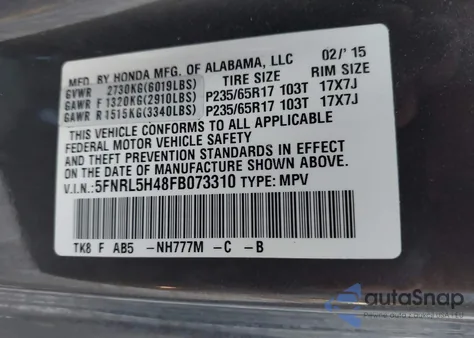 MFD. BY HONDA MFG. OF ALABAMA, LLC 02/'15
GVWR 2730KG(6019LBS) TIRE SIZE RIM SIZE
GAWR F 1320KG(2910LBS) P235/65R17 103T 17X7J
GAWR R 1515KG(3340LBS) P235/65R17 103T 17X7J
THIS VEHICLE CONFORMS TO ALL APPLICABLE
FEDERAL MOTOR VEHICLE SAFETY
AND THEFT PREVENTION STANDARDS IN EFFECT
ON THE DATE OF MANUFACTURE SHOWN ABOVE.
V.I.N.: 5FNRL5H48FB073310 TYPE: MPV
TK8 F AB5 -NH777M -C -B
autoSnap